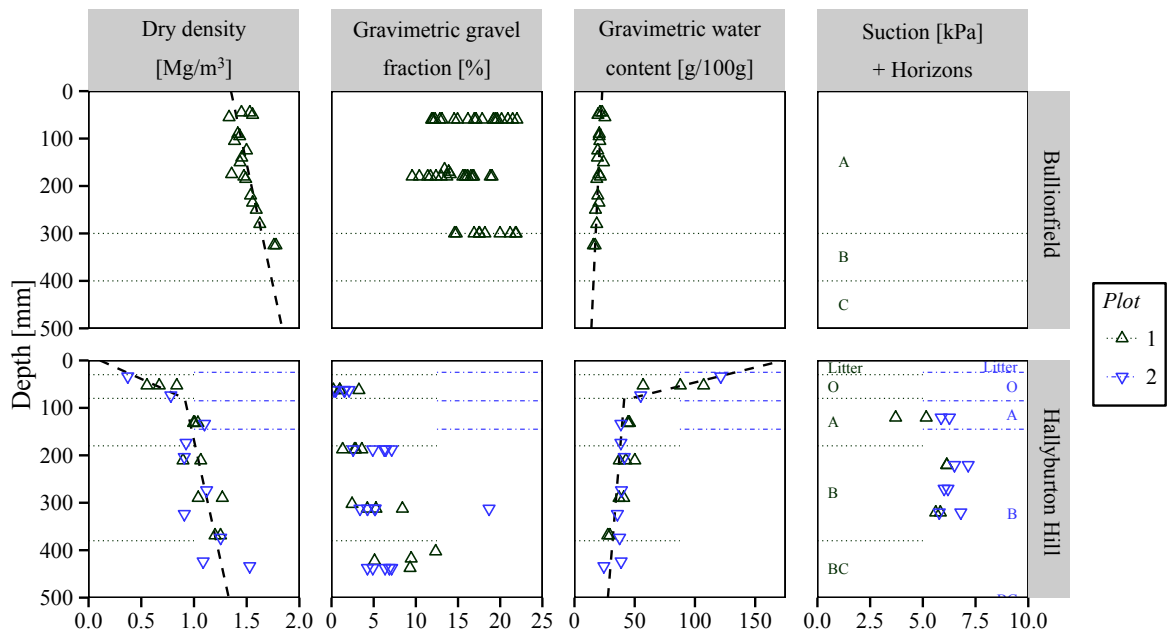 Dry density
[Mg/m³]
Gravimetric gravel
fraction [%]
Gravimetric water
content [g/100g]
Suction [kPa]
+ Horizons
0
100
200
300
400
500
A
B
C
Bullionfield
Depth [mm]
0
100
200
300
400
500
Litter
O
A
B
BC
Litter
O
A
B
Hallyburton Hill
0.0 0.5 1.0 1.5 2.0
0 5 10 15 20 25
0 50 100 150
0.0 2.5 5.0 7.5 10.0
Plot
1
2